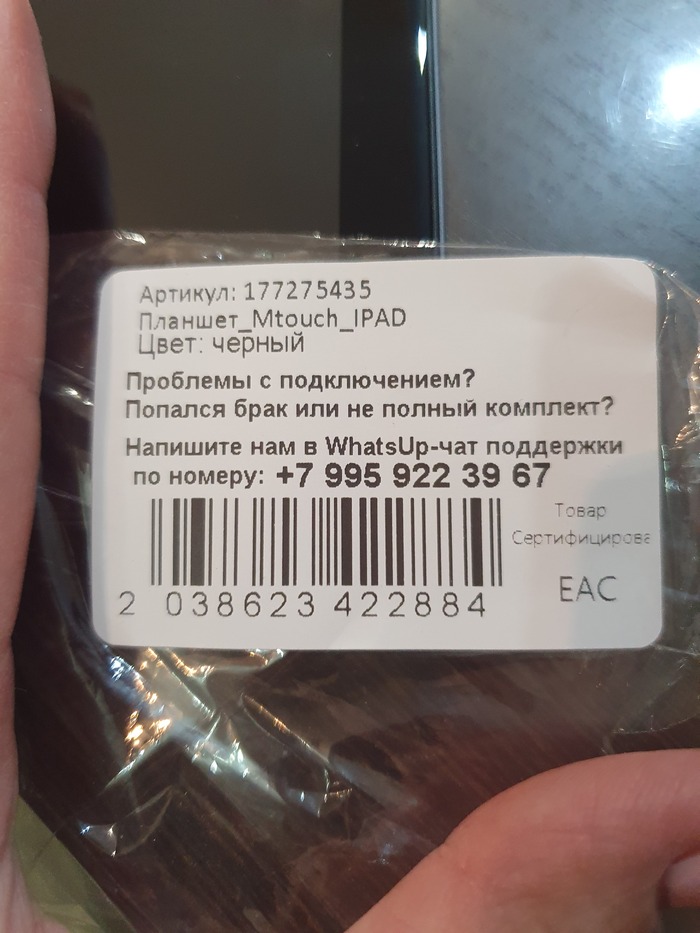 Артикул: 177275435
Планшет_Mtouch_IPAD
Цвет: черный
Проблемы с подключением?
Попался брак или не полный комплект?
Напишите нам в WhatsUp-чат поддержки
по номеру: +7 995 922 39 67
Товар
Сертифицирова
EAC
2 038623 422884